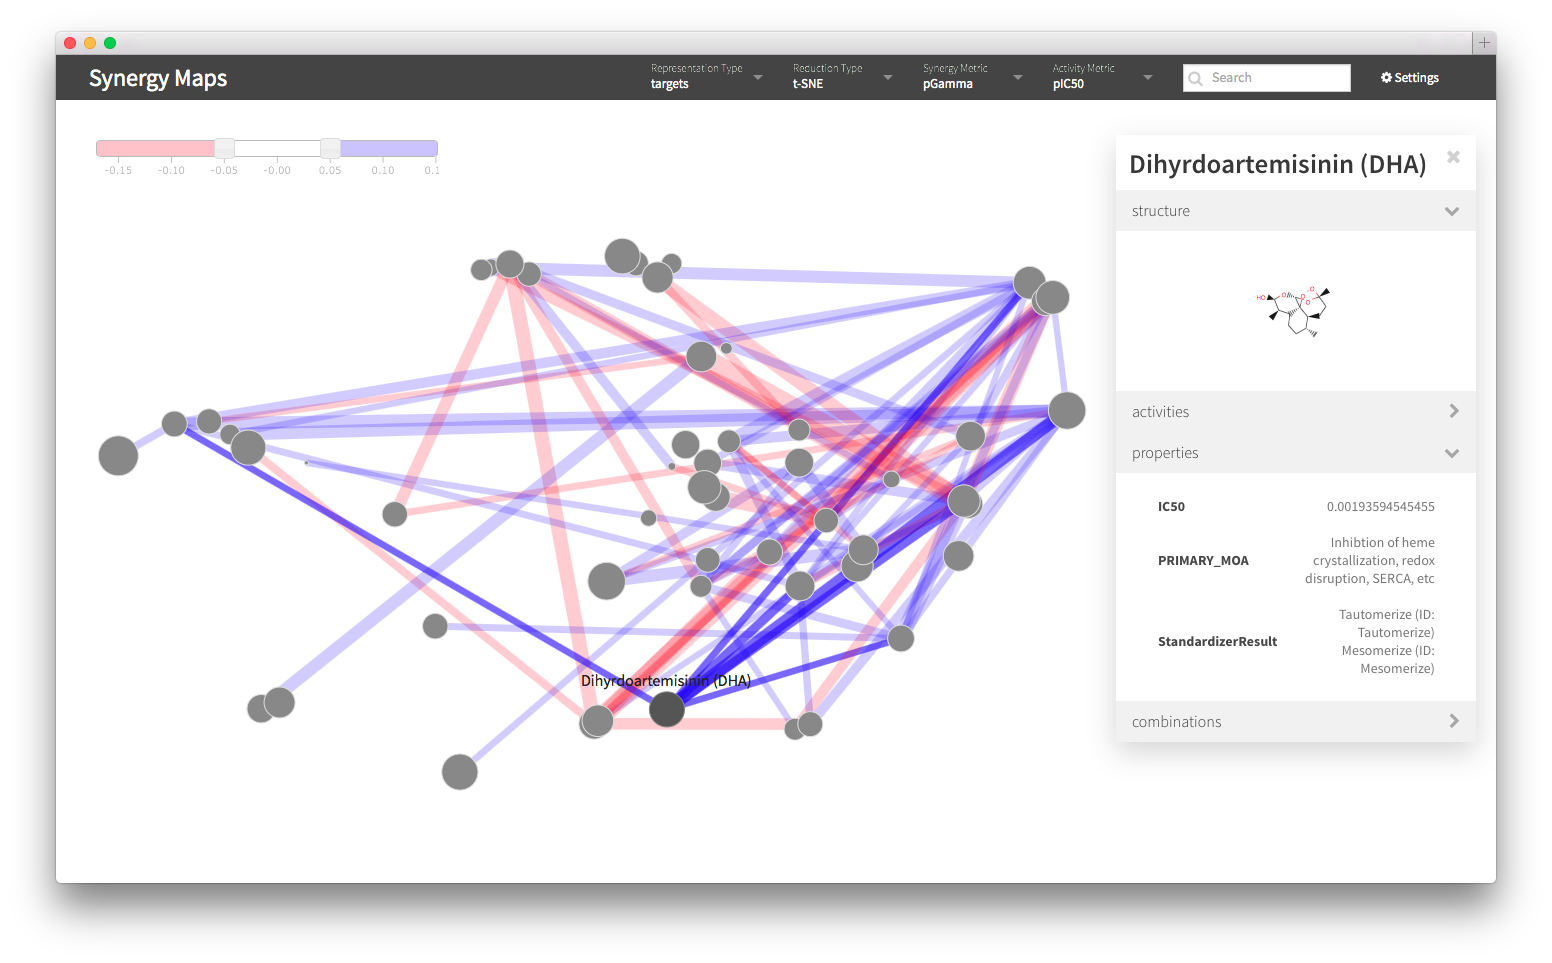 Synergy Maps
Representation Type
targets
Reduction Type
t-SNE
Synergy Metric
pGamma
Activity Metric
pIC50
Search
Settings
-0.15 -0.10 -0.05 -0.00 0.05 0.10 0.1
Dihyrdoartemisinin (DHA)
Dihyrdoartemisinin (DHA)
structure
HO O O O O
activities
properties
IC50 0.00193594545455
PRIMARY_MOA Inhibtion of heme
crystallization, redox
disruption, SERCA, etc
StandardizerResult Tautomerize (ID:
Tautomerize)
Mesomerize (ID:
Mesomerize)
combinations